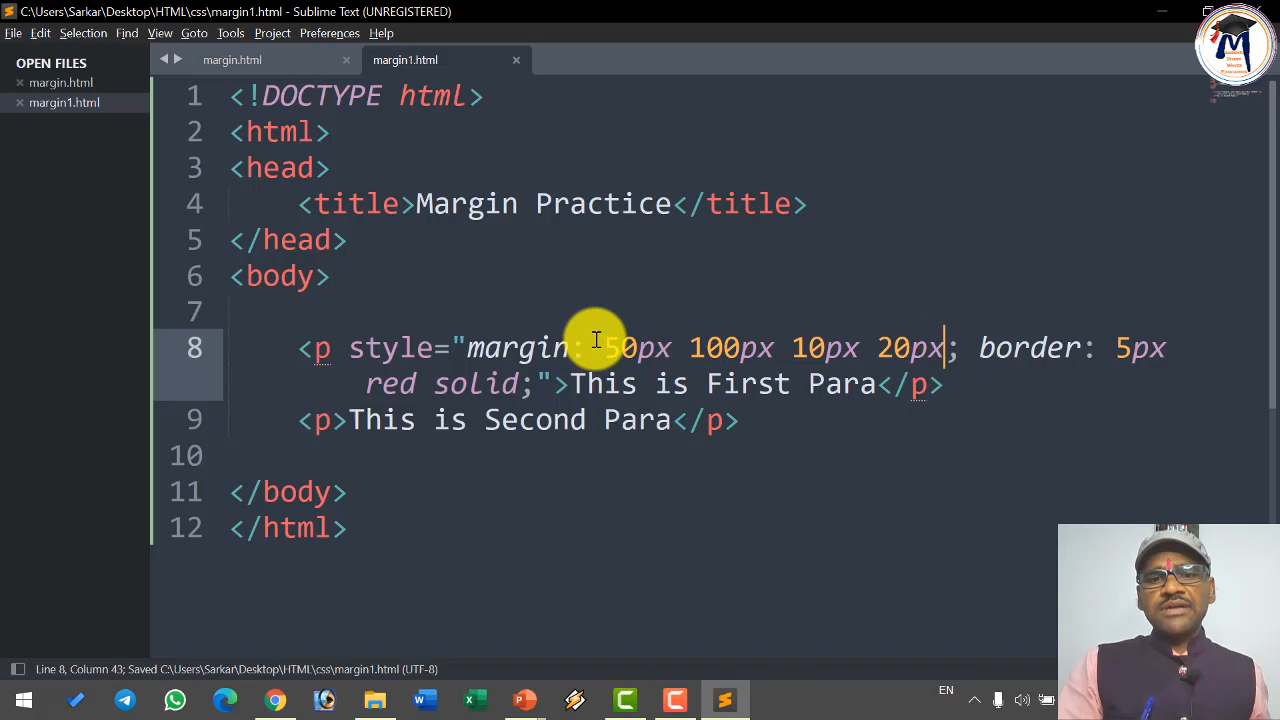 C:\Users\Sarkar\Desktop\HTML\css\margin1.html - Sublime Text (UNREGISTERED)
File Edit Selection Find View Goto Tools Project Preferences Help
OPEN FILES
margin.html
margin1.html
margin.html
margin1.html
1 <!DOCTYPE html>
2 <html>
3 <head>
4 <title>Margin Practice</title>
5 </head>
6 <body>
7
8 <p style="margin: 50px 100px 10px 20px; border: 5px
red solid;">This is First Para</p>
9 <p>This is Second Para</p>
10
11 </body>
12 </html>
Line 8, Column 43; Saved C:\Users\Sarkar\Desktop\HTML\css\margin1.html (UTF-8)
EN